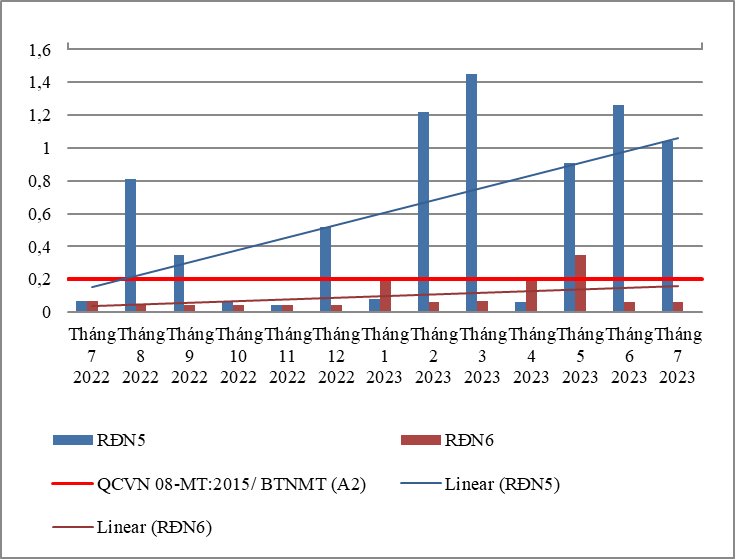 1,6
1,4
1,2
1
0,8
0,6
0,4
0,2
0
Tháng Tháng Tháng Tháng Tháng Tháng Tháng Tháng Tháng Tháng Tháng Tháng Tháng
7 8 9 10 11 12 1 2 3 4 5 6 7
2022 2022 2022 2022 2022 2022 2023 2023 2023 2023 2023 2023 2023
RĐN5 RĐN6
QCVN 08-MT:2015/ BTNMT (A2) Linear (RĐN5)
Linear (RĐN6)